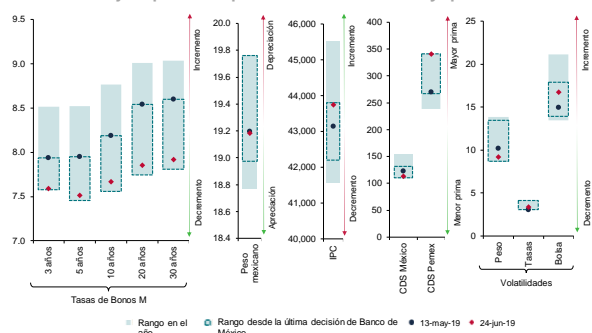 9.5
9.0
8.5
8.0
7.5
7.0
Incremento
Decremento
3 años
5 años
10 años
20 años
30 años
Tasas de Bonos M
20.0
19.8
19.6
19.4
19.2
19.0
18.8
18.6
18.4
Depreciación
Apreciación
Peso
mexicano
46,000
45,000
44,000
43,000
42,000
41,000
40,000
Incremento
Decremento
IPC
400
350
300
250
200
150
100
50
0
Mayor prima
Menor prima
CDS México
CDS Pemex
25
20
15
10
5
0
Incremento
Decremento
Peso
Tasas
Bolsa
Volatilidades
Rango en el
año
Rango desde la última decisión de Banco de
México
13-may-19
24-jun-19